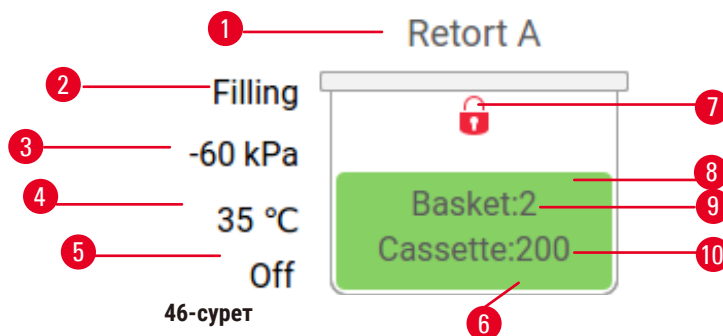 1
Retort A
2
Filling
7
3
-60 kPa
8
4
35 °C
Basket:2
9
5
Off
Cassette:200
10
46-сурет
6